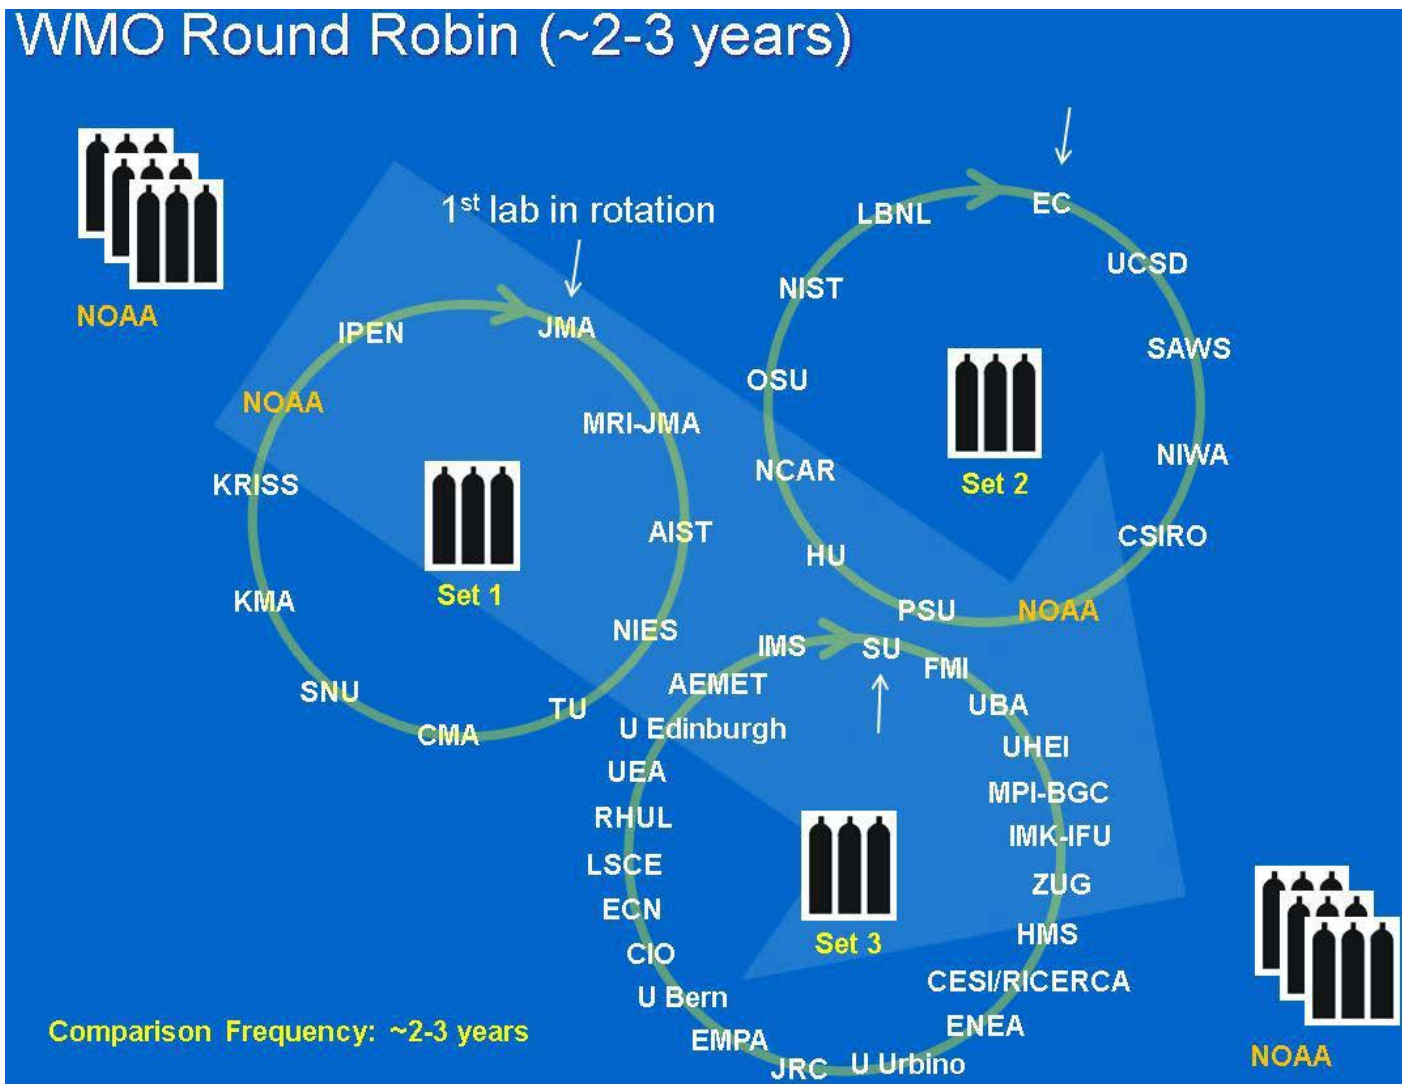 WMO Round Robin (~2-3 years)
NOAA
1st lab in rotation
JMA
MRI-JMA
AIST
NIES
TU
CMA
SNU
KMA
KRISS
NOAA
IPEN
Set 1
EC
UCSD
SAWS
NIWA
CSIRO
NOAA
PSU
HU
NCAR
OSU
NIST
LBNL
Set 2
SU
FMI
UBA
UHEI
MPI-BGC
IMK-IFU
ZUG
HMS
CESI/RICERCA
ENEA
U Urbino
JRC
EMPA
U Bern
CIO
ECN
LSCE
RHUL
UEA
U Edinburgh
AEMET
IMS
Set 3
Comparison Frequency: ~2-3 years
NOAA